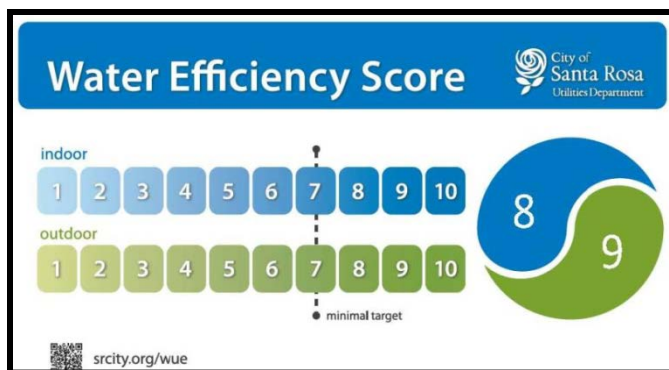 Water Efficiency Score
City of
Santa Rosa
Utilities Department
indoor
1 2 3 4 5 6 7 8 9 10
outdoor
1 2 3 4 5 6 7 8 9 10
minimal target
8
9
srcity.org/wue